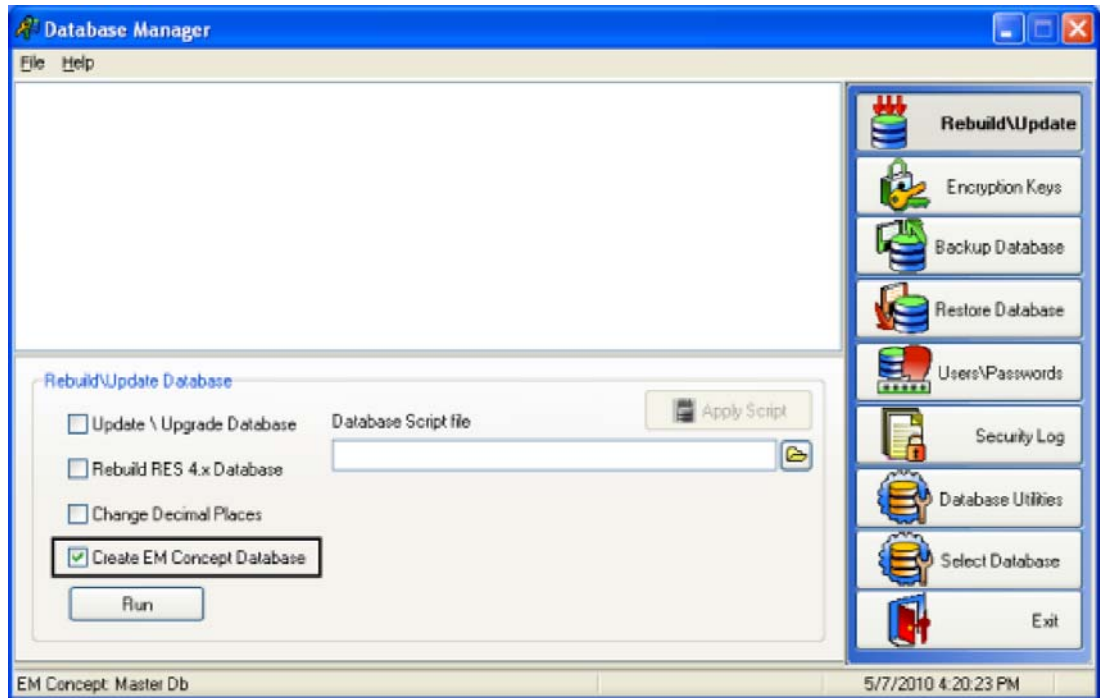 Database Manager
File Help
Rebuild\Update
Encryption Keys
Backup Database
Restore Database
Users\Passwords
Security Log
Database Utilities
Select Database
Exit
Rebuild\Update Database
Update \ Upgrade Database
Rebuild RES 4.x Database
Change Decimal Places
Create EM Concept Database
Run
Database Script file
Apply Script
EM Concept: Master Db
5/7/2010 4:20:23 PM